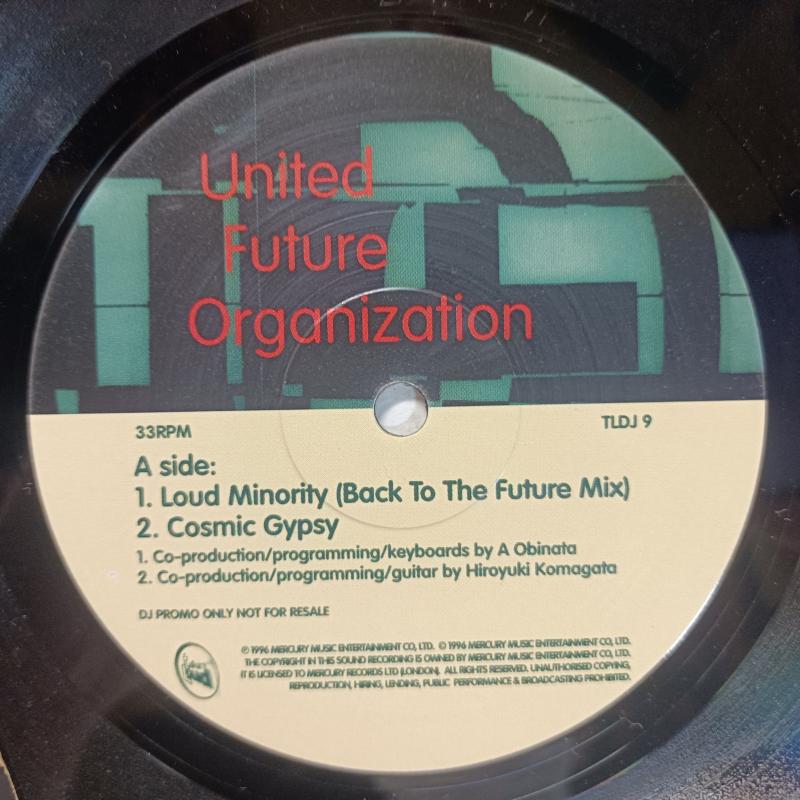 United
Future
Organization
33RPM
TLDJ 9
A side:
1. Loud Minority (Back To The Future Mix)
2. Cosmic Gypsy
1. Co-production/programming/keyboards by A Obinata
2. Co-production/programming/guitar by Hiroyuki Komagata
DJ PROMO ONLY NOT FOR RESALE
℗ 1996 MERCURY MUSIC ENTERTAINMENT CO, LTD. © 1996 MERCURY MUSIC ENTERTAINMENT CO, LTD.
THE COPYRIGHT IN THIS SOUND RECORDING IS OWNED BY MERCURY MUSIC ENTERTAINMENT CO, LTD.
IT IS LICENSED TO MERCURY RECORDS LTD (LONDON). ALL RIGHTS RESERVED. UNAUTHORISED COPYING,
REPRODUCTION, HIRING, LENDING, PUBLIC PERFORMANCE & BROADCASTING PROHIBITED.